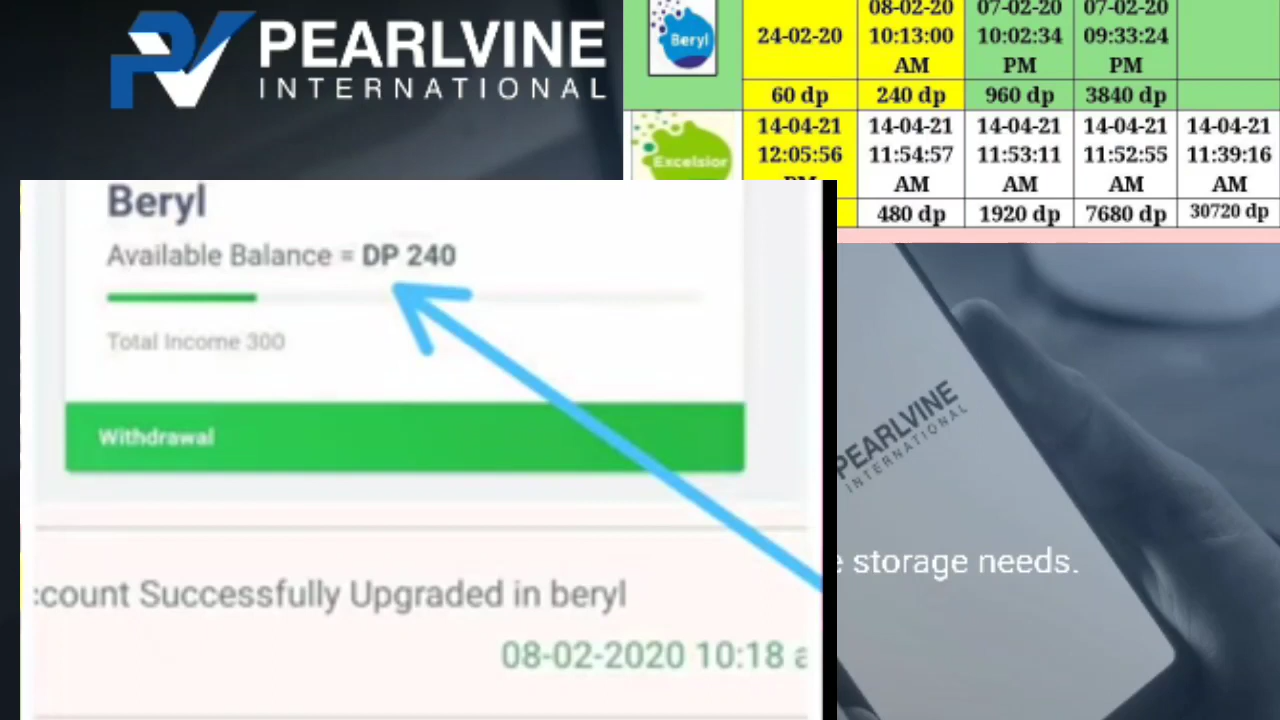 PEARLVINE
INTERNATIONAL
Beryl
24-02-20
08-02-20
10:13:00
AM
07-02-20
10:02:34
PM
07-02-20
09:33:24
PM
60 dp
240 dp
960 dp
3840 dp
Excelsior
14-04-21
12:05:56
14-04-21
11:54:57
AM
14-04-21
11:53:11
AM
14-04-21
11:52:55
AM
14-04-21
11:39:16
AM
480 dp
1920 dp
7680 dp
30720 dp
Beryl
Available Balance = DP 240
Total Income 300
Withdrawal
ccount Successfully Upgraded in beryl
08-02-2020 10:18 a
PEARLVINE
INTERNATIONAL
storage needs.